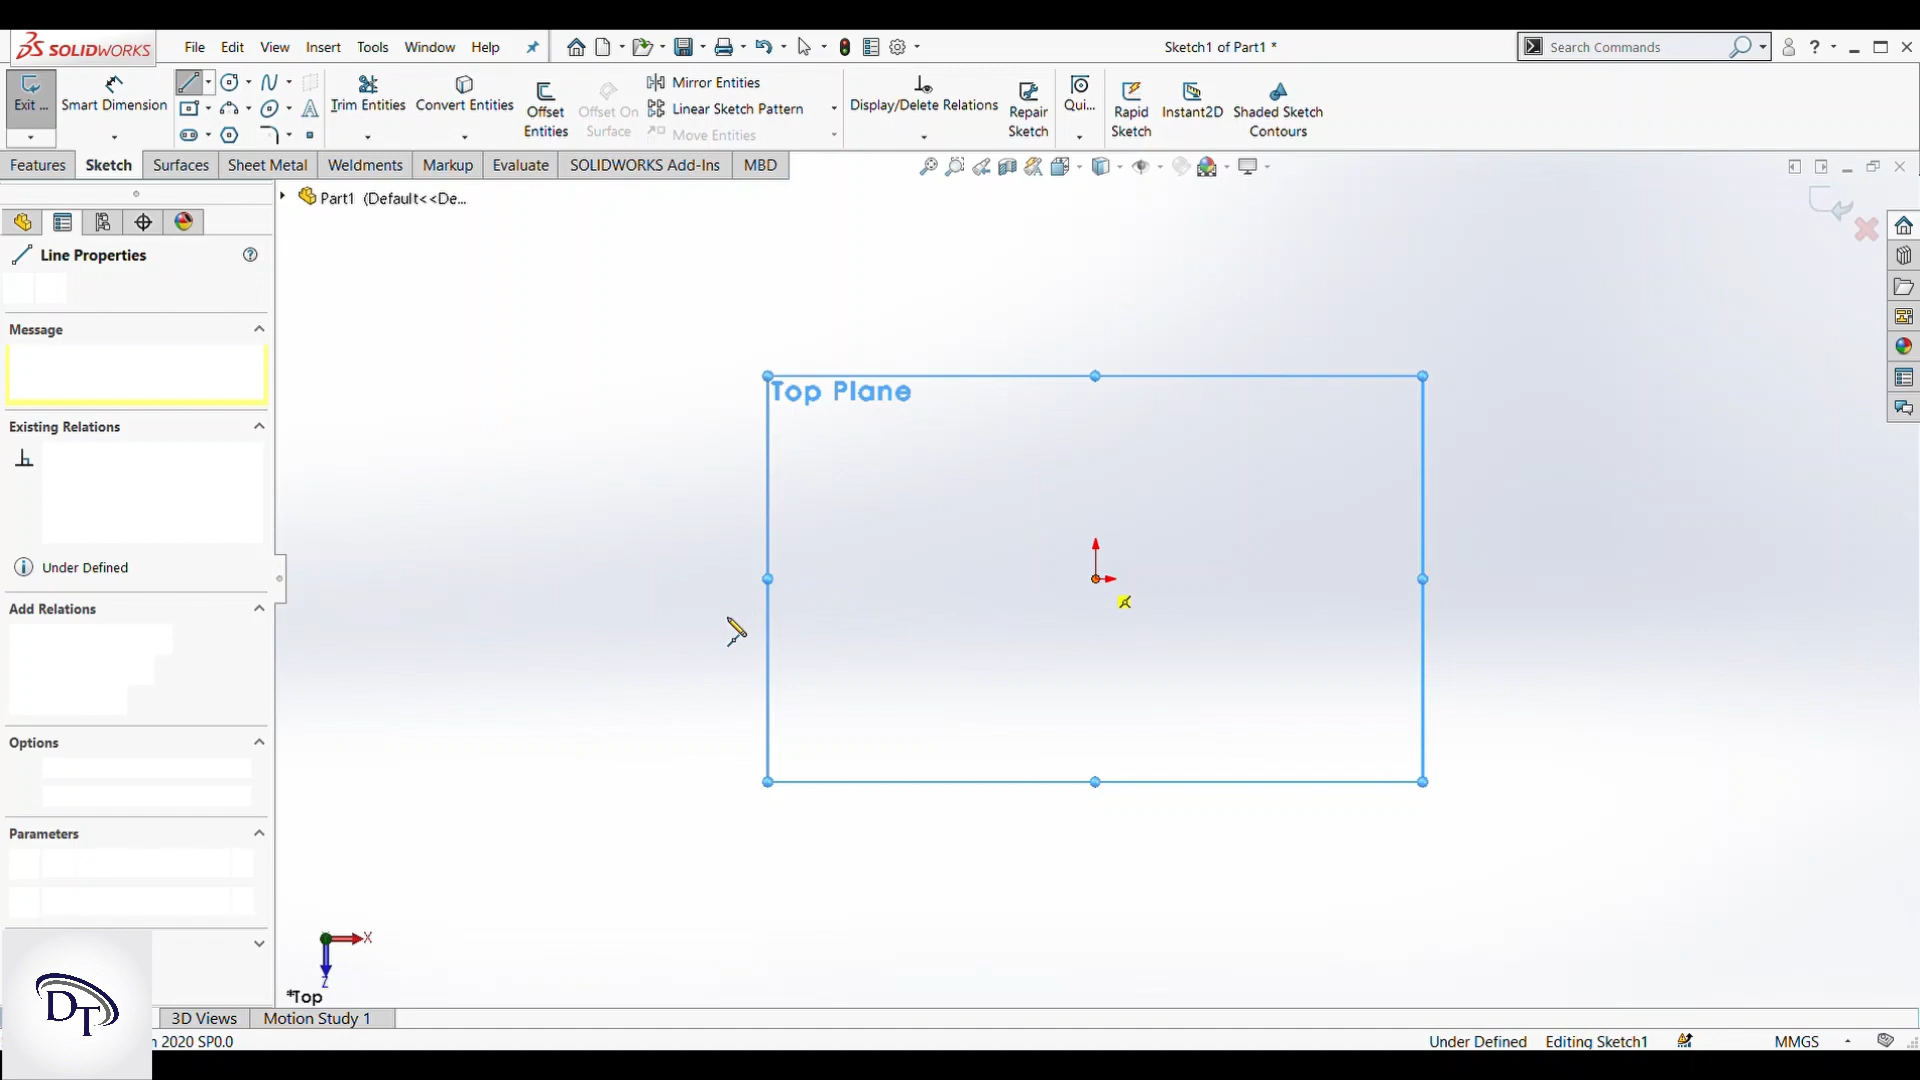 SOLIDWORKS File Edit View Insert Tools Window Help Sketch1 of Part1 * Search Commands ?
Exit ... Smart Dimension Trim Entities Convert Entities Offset Entities Offset On Surface Mirror Entities Linear Sketch Pattern Move Entities Display/Delete Relations Repair Sketch Qui... Rapid Sketch Instant2D Shaded Sketch Contours
Features Sketch Surfaces Sheet Metal Weldments Markup Evaluate SOLIDWORKS Add-Ins MBD
Part1 (Default<<De...
Line Properties
Message
Existing Relations
Under Defined
Add Relations
Options
Parameters
Top Plane
X
Z
*Top
DT
3D Views Motion Study 1
2020 SP0.0 Under Defined Editing Sketch1 MMGS